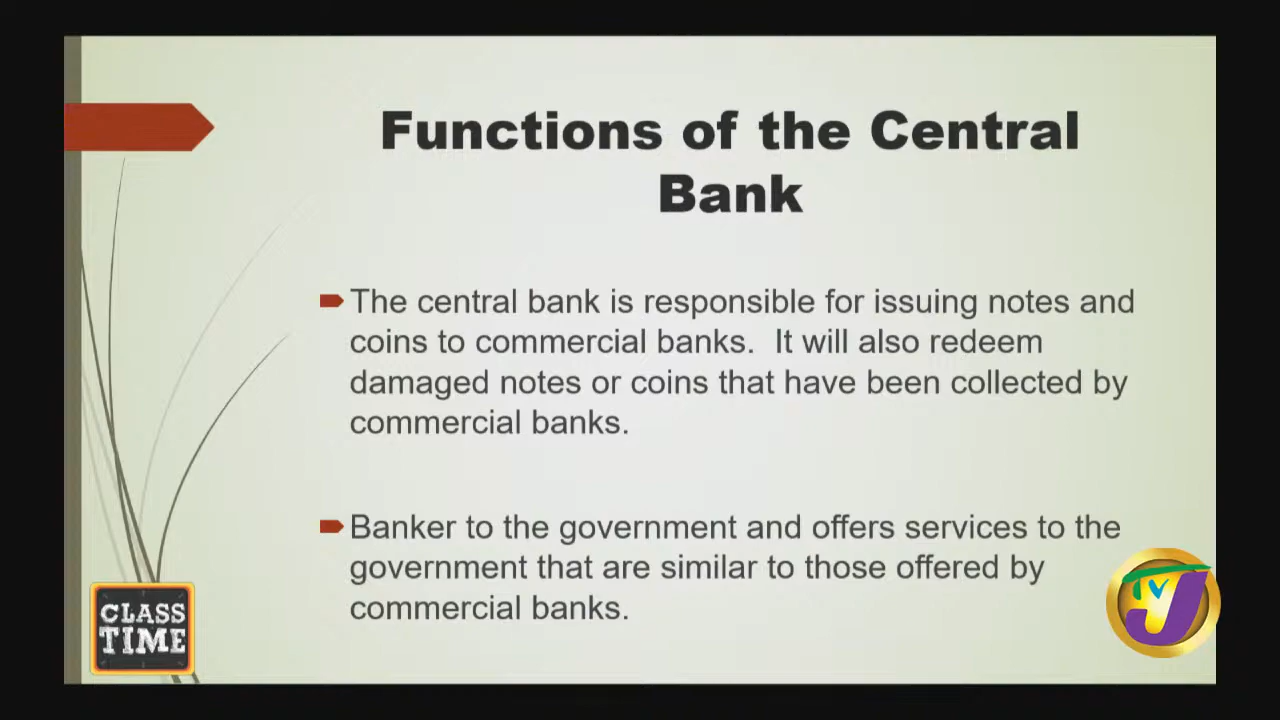 Functions of the Central
Bank
The central bank is responsible for issuing notes and
coins to commercial banks.  It will also redeem
damaged notes or coins that have been collected by
commercial banks.
Banker to the government and offers services to the
government that are similar to those offered by
commercial banks.
CLASS
TIME
TVJ